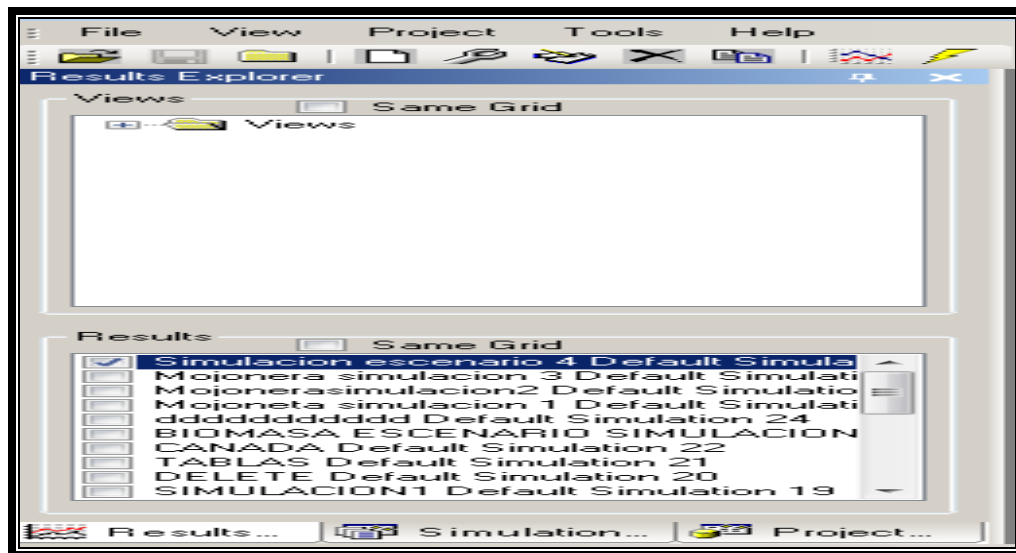 File View Project Tools Help
Results Explorer
Views Same Grid
Views
Results Same Grid
Simulacion escenario 4 Default Simula
Mojonera simulacion 3 Default Simulati
Mojonerasimulacion2 Default Simulatio
Mojoneta simulacion 1 Default Simulati
ddddddddddd Default Simulation 24
BIOMASA ESCENARIO SIMULACION
CANADA Default Simulation 22
TABLAS Default Simulation 21
DELETE Default Simulation 20
SIMULACION1 Default Simulation 19
Results... Simulation... Project...